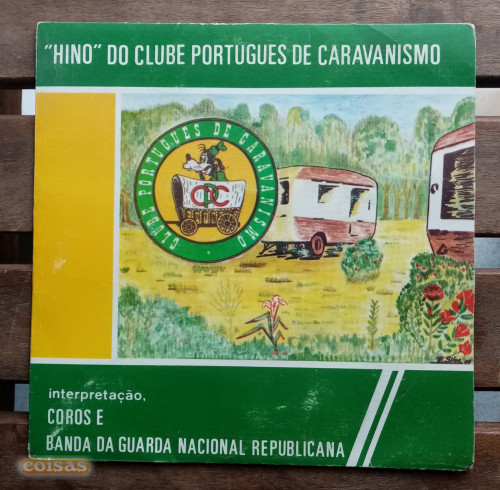 "HINO" DO CLUBE PORTUGUES DE CARAVANISMO
CLUBE PORTUGUES DE CARAVANISMO
CPC
interpretação,
COROS E
BANDA DA GUARDA NACIONAL REPUBLICANA
coisas